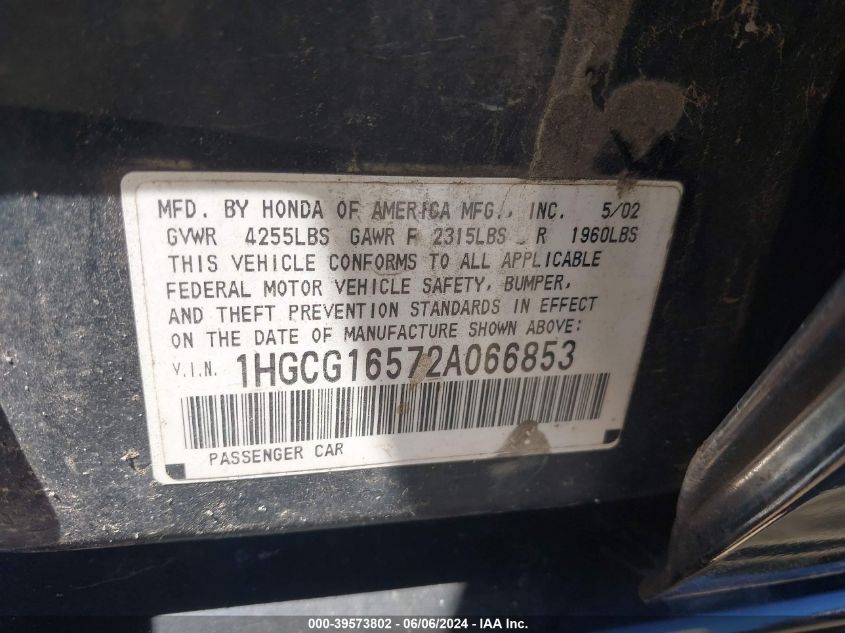 MFD. BY HONDA OF AMERICA MFG., INC. 5/02
GVWR 4255LBS GAWR F 2315LBS R 1960LBS
THIS VEHICLE CONFORMS TO ALL APPLICABLE
FEDERAL MOTOR VEHICLE SAFETY, BUMPER,
AND THEFT PREVENTION STANDARDS IN EFFECT
ON THE DATE OF MANUFACTURE SHOWN ABOVE:
V.I.N. 1HGCG16572A066853
PASSENGER CAR
000-39573802 - 06/06/2024 - IAA Inc.